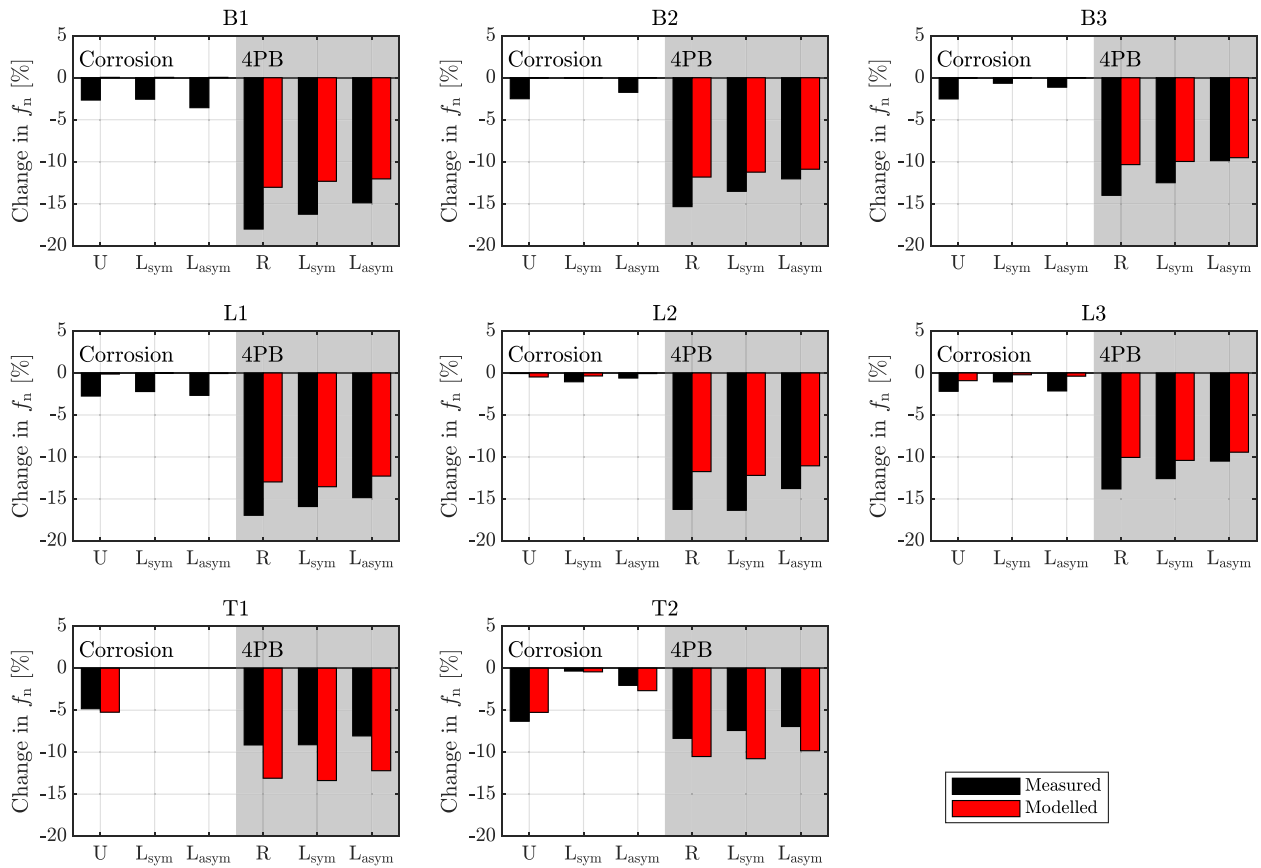 B1
B2
B3
5
0
-5
-10
-15
-20
Change in fn [%]
Corrosion
4PB
U Lsym Lasym R Lsym Lasym
5
0
-5
-10
-15
-20
Change in fn [%]
Corrosion
4PB
U Lsym Lasym R Lsym Lasym
5
0
-5
-10
-15
-20
Change in fn [%]
Corrosion
4PB
U Lsym Lasym R Lsym Lasym
L1
L2
L3
5
0
-5
-10
-15
-20
Change in fn [%]
Corrosion
4PB
U Lsym Lasym R Lsym Lasym
5
0
-5
-10
-15
-20
Change in fn [%]
Corrosion
4PB
U Lsym Lasym R Lsym Lasym
5
0
-5
-10
-15
-20
Change in fn [%]
Corrosion
4PB
U Lsym Lasym R Lsym Lasym
T1
T2
5
0
-5
-10
-15
-20
Change in fn [%]
Corrosion
4PB
U Lsym Lasym R Lsym Lasym
5
0
-5
-10
-15
-20
Change in fn [%]
Corrosion
4PB
U Lsym Lasym R Lsym Lasym
Measured
Modelled